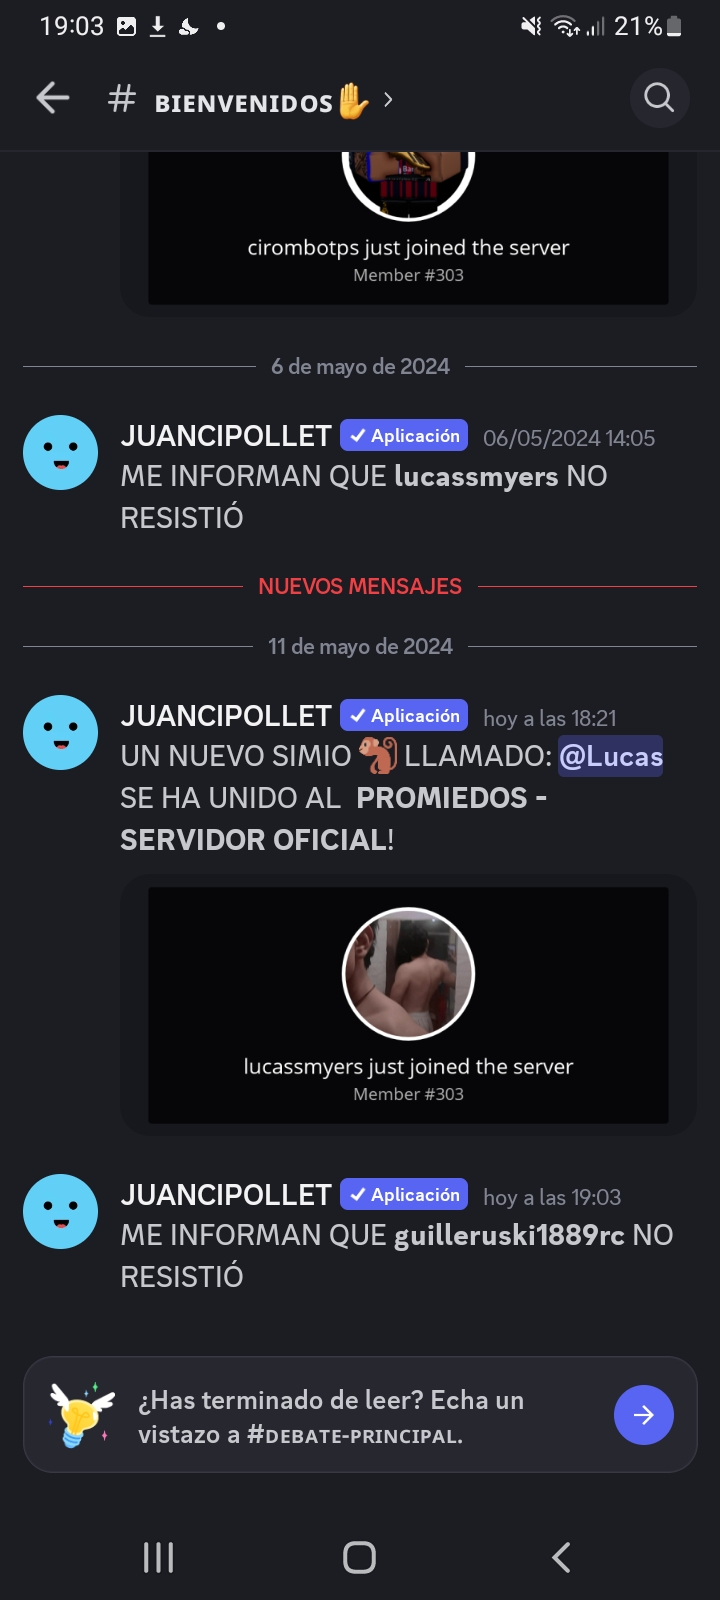 19:03
21%
# BIENVENIDOS✋ >
cirombotps just joined the server
Member #303
6 de mayo de 2024
JUANCIPOLLET ✓ Aplicación 06/05/2024 14:05
ME INFORMAN QUE lucassmyers NO
RESISTIÓ
NUEVOS MENSAJES
11 de mayo de 2024
JUANCIPOLLET ✓ Aplicación hoy a las 18:21
UN NUEVO SIMIO🐒 LLAMADO: @Lucas
SE HA UNIDO AL PROMIEDOS -
SERVIDOR OFICIAL!
lucassmyers just joined the server
Member #303
JUANCIPOLLET ✓ Aplicación hoy a las 19:03
ME INFORMAN QUE guilleruski1889rc NO
RESISTIÓ
¿Has terminado de leer? Echa un
vistazo a #ᴅᴇʙᴀᴛᴇ-ᴘʀɪɴᴄɪᴘᴀʟ.